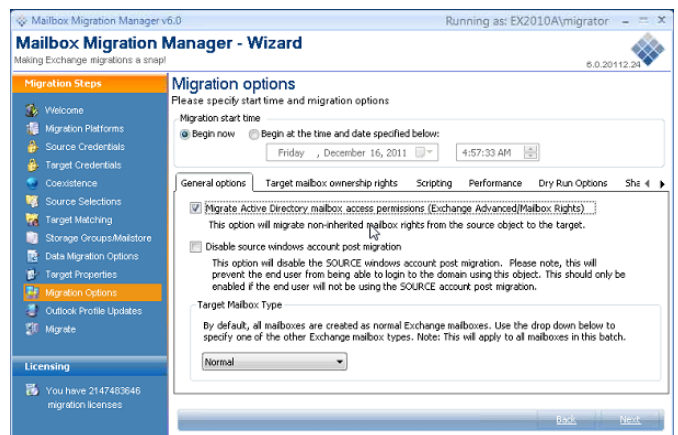 Mailbox Migration Manager v6.0
Running as: EX2010A\migrator
Mailbox Migration Manager - Wizard
Making Exchange migrations a snap!
6.0.20112.24
Migration Steps
Welcome
Migration Platforms
Source Credentials
Target Credentials
Coexistence
Source Selections
Target Matching
Storage Groups/Mailstore
Data Migration Options
Target Properties
Migration Options
Outlook Profile Updates
Migrate
Licensing
You have 2147483646
migration licenses
Migration options
Please specify start time and migration options
Migration start time
Begin now
Begin at the time and date specified below:
Friday , December 16, 2011
4:57:33 AM
General options
Target mailbox ownership rights
Scripting
Performance
Dry Run Options
Sha
Migrate Active Directory mailbox access permissions (Exchange Advanced/Mailbox Rights)
This option will migrate non-inherited mailbox rights from the source object to the target.
Disable source windows account post migration
This option will disable the SOURCE windows account post migration. Please note, this will
prevent the end user from being able to login to the domain using this object. This should only be
enabled if the end user will not be using the SOURCE account post migration.
Target Mailbox Type
By default, all mailboxes are created as normal Exchange mailboxes. Use the drop down below to
specify one of the other Exchange mailbox types. Note: This will apply to all mailboxes in this batch.
Normal
Back
Next